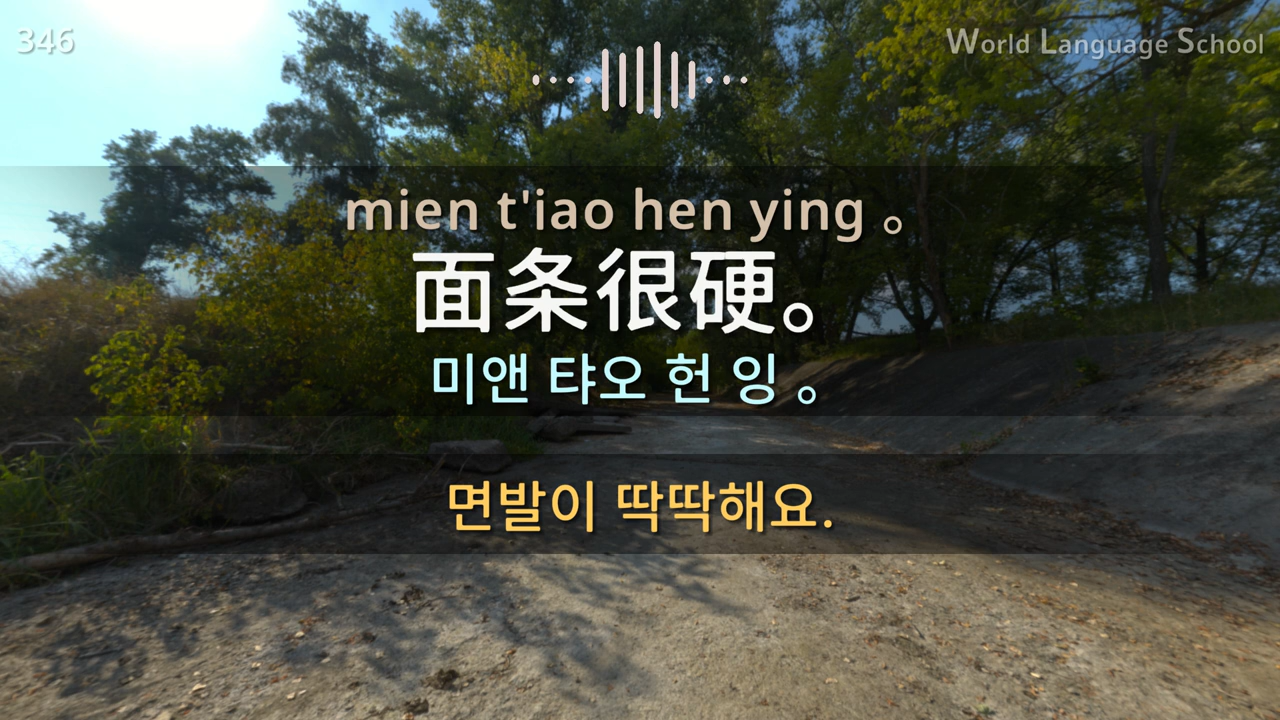 346
World Language School
mien t'iao hen ying 。
面条很硬。
미앤 탸오 헌 잉 。
면발이 딱딱해요.